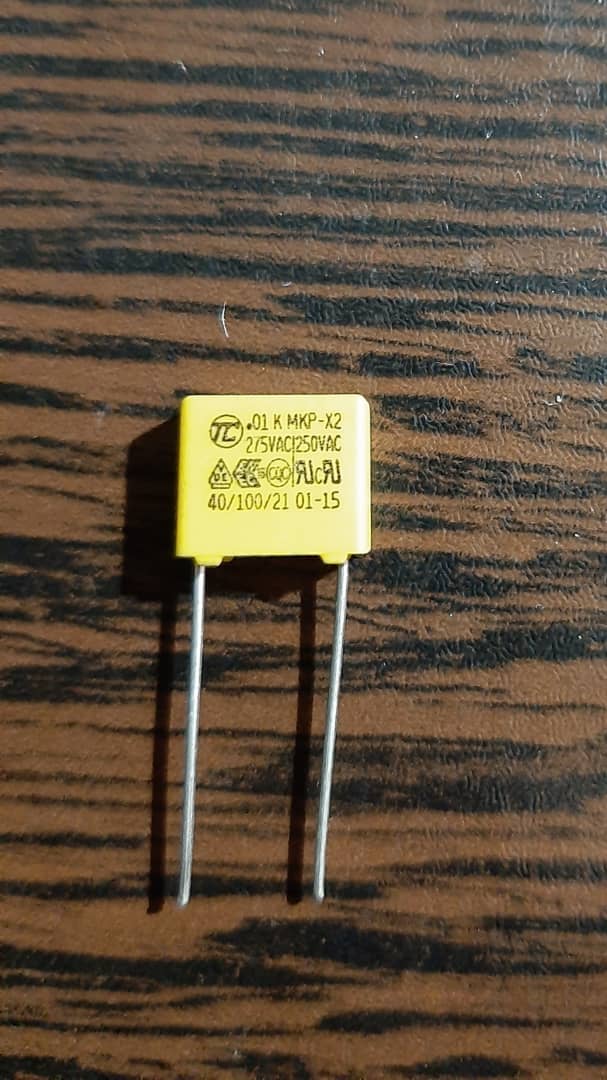 TC .01 K MKP-X2
275VAC 250VAC
40/100/21 01-15